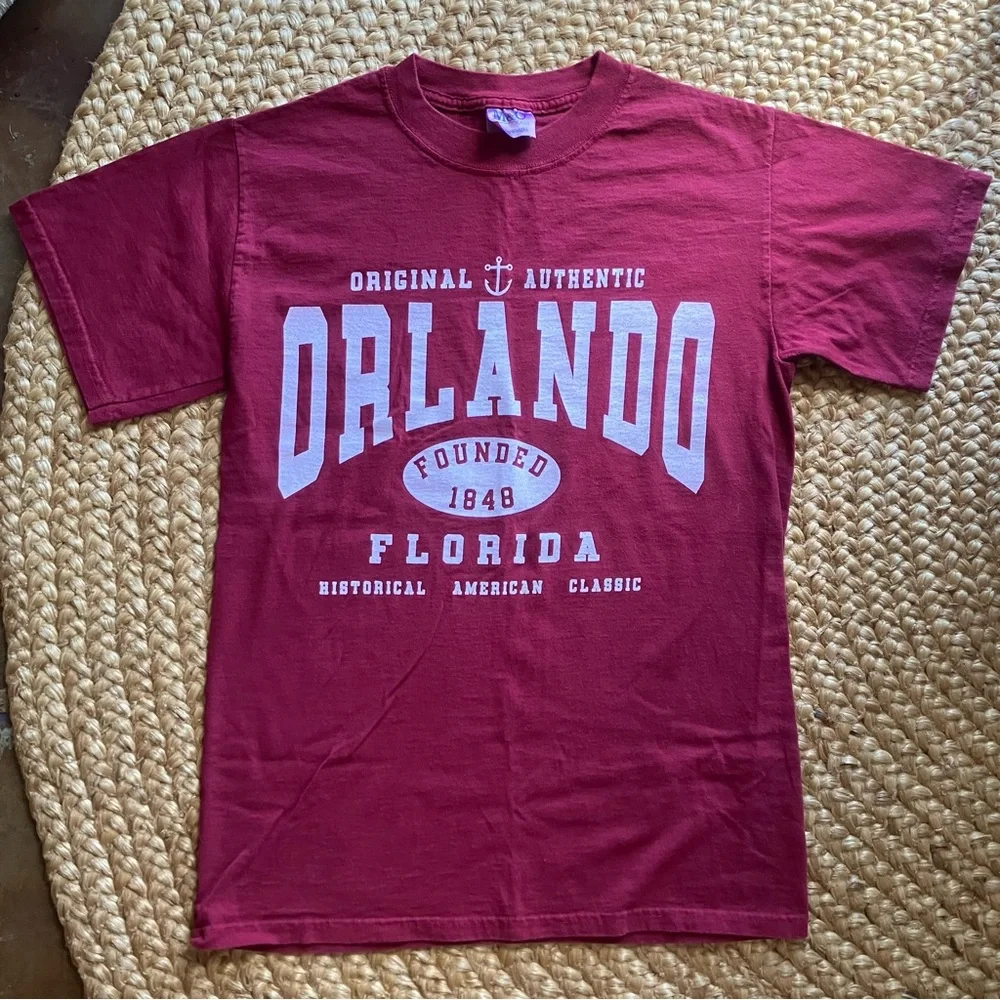 ORIGINAL AUTHENTIC
ORLANDO
FOUNDED
1848
FLORIDA
HISTORICAL AMERICAN CLASSIC